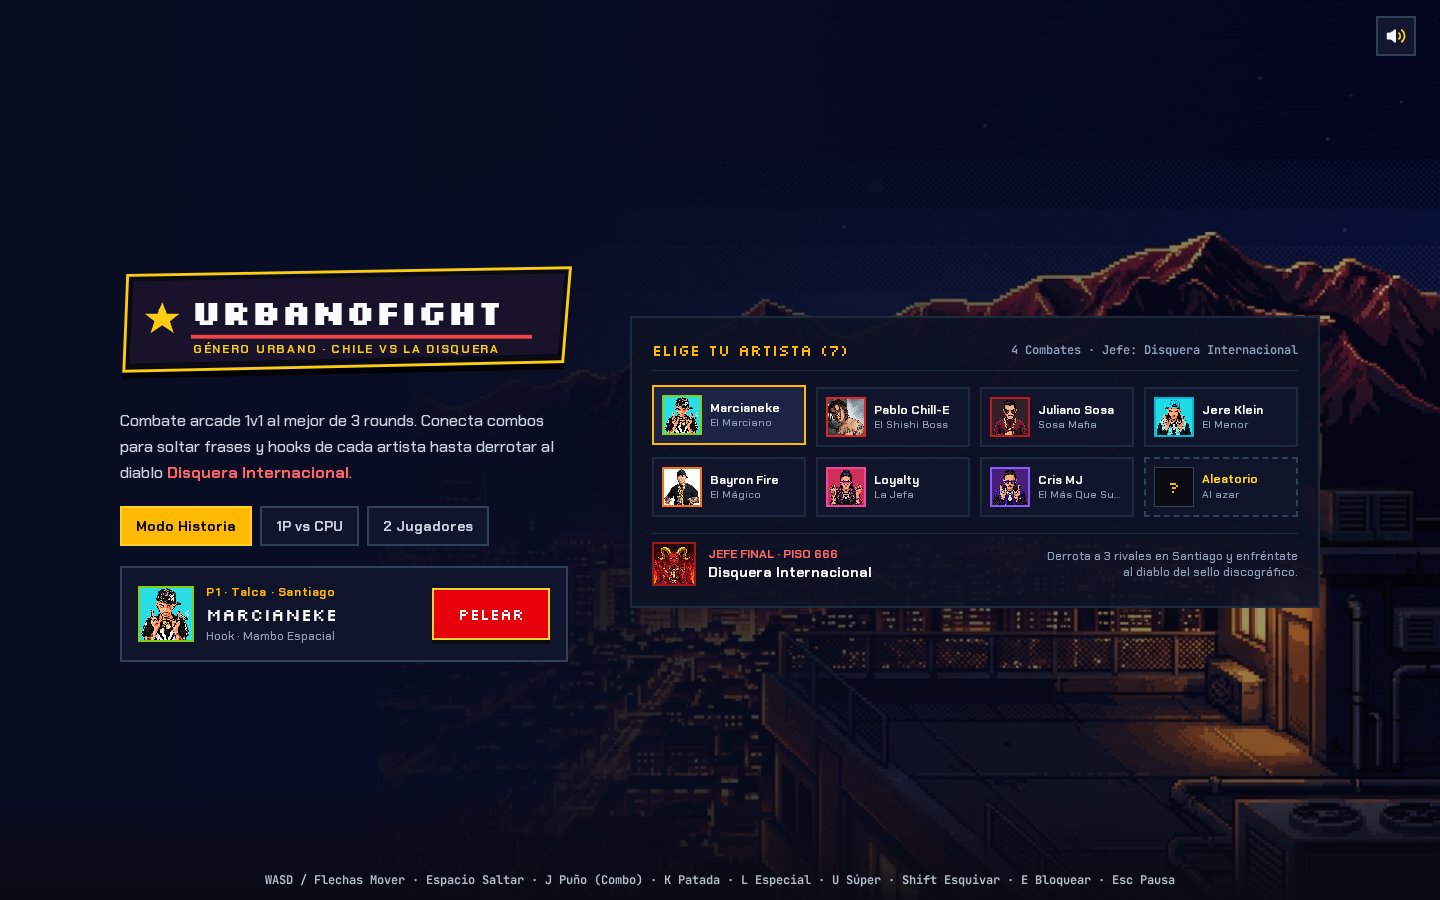 URBANOFIGHT
GÉNERO URBANO · CHILE VS LA DISQUERA
Combate arcade 1v1 al mejor de 3 rounds. Conecta combos
para soltar frases y hooks de cada artista hasta derrotar al
diablo Disquera Internacional.
Modo Historia
1P vs CPU
2 Jugadores
P1 · Talca · Santiago
MARCIANEKE
Hook · Mambo Espacial
PELEAR
ELIGE TU ARTISTA (7)
4 Combates · Jefe: Disquera Internacional
Marcianeke
El Marciano
Pablo Chill-E
El Shishi Boss
Juliano Sosa
Sosa Mafia
Jere Klein
El Menor
Bayron Fire
El Mágico
Loyalty
La Jefa
Cris MJ
El Más Que Su...
?
Aleatorio
Al azar
JEFE FINAL · PISO 666
Disquera Internacional
Derrota a 3 rivales en Santiago y enfréntate
al diablo del sello discográfico.
WASD / Flechas Mover · Espacio Saltar · J Puño (Combo) · K Patada · L Especial · U Súper · Shift Esquivar · E Bloquear · Esc Pausa